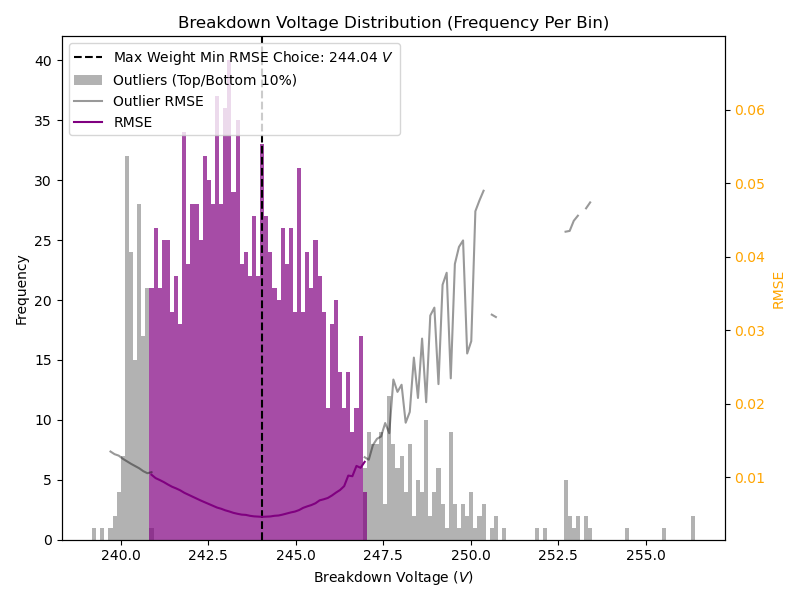 Breakdown Voltage Distribution (Frequency Per Bin)
Max Weight Min RMSE Choice: 244.04 V
Outliers (Top/Bottom 10%)
Outlier RMSE
RMSE
40
35
30
25
20
15
10
5
0
Frequency
0.06
0.05
0.04
0.03
0.02
0.01
RMSE
240.0 242.5 245.0 247.5 250.0 252.5 255.0
Breakdown Voltage (V)